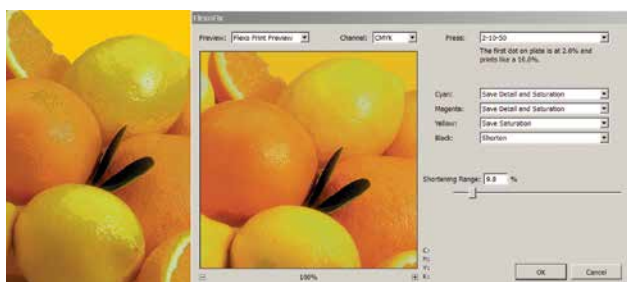 FlexoFix
Preview: Flexo Print Preview Channel: CMYK Press: 2-10-50
The first dot on plate is at 2.0% and
prints like a 10.0%.
Cyan: Save Detail and Saturation
Magenta: Save Detail and Saturation
Yellow: Save Saturation
Black: Shorten
Shortening Range: 9.8 %
C:
M:
Y:
K:
100%
OK Cancel